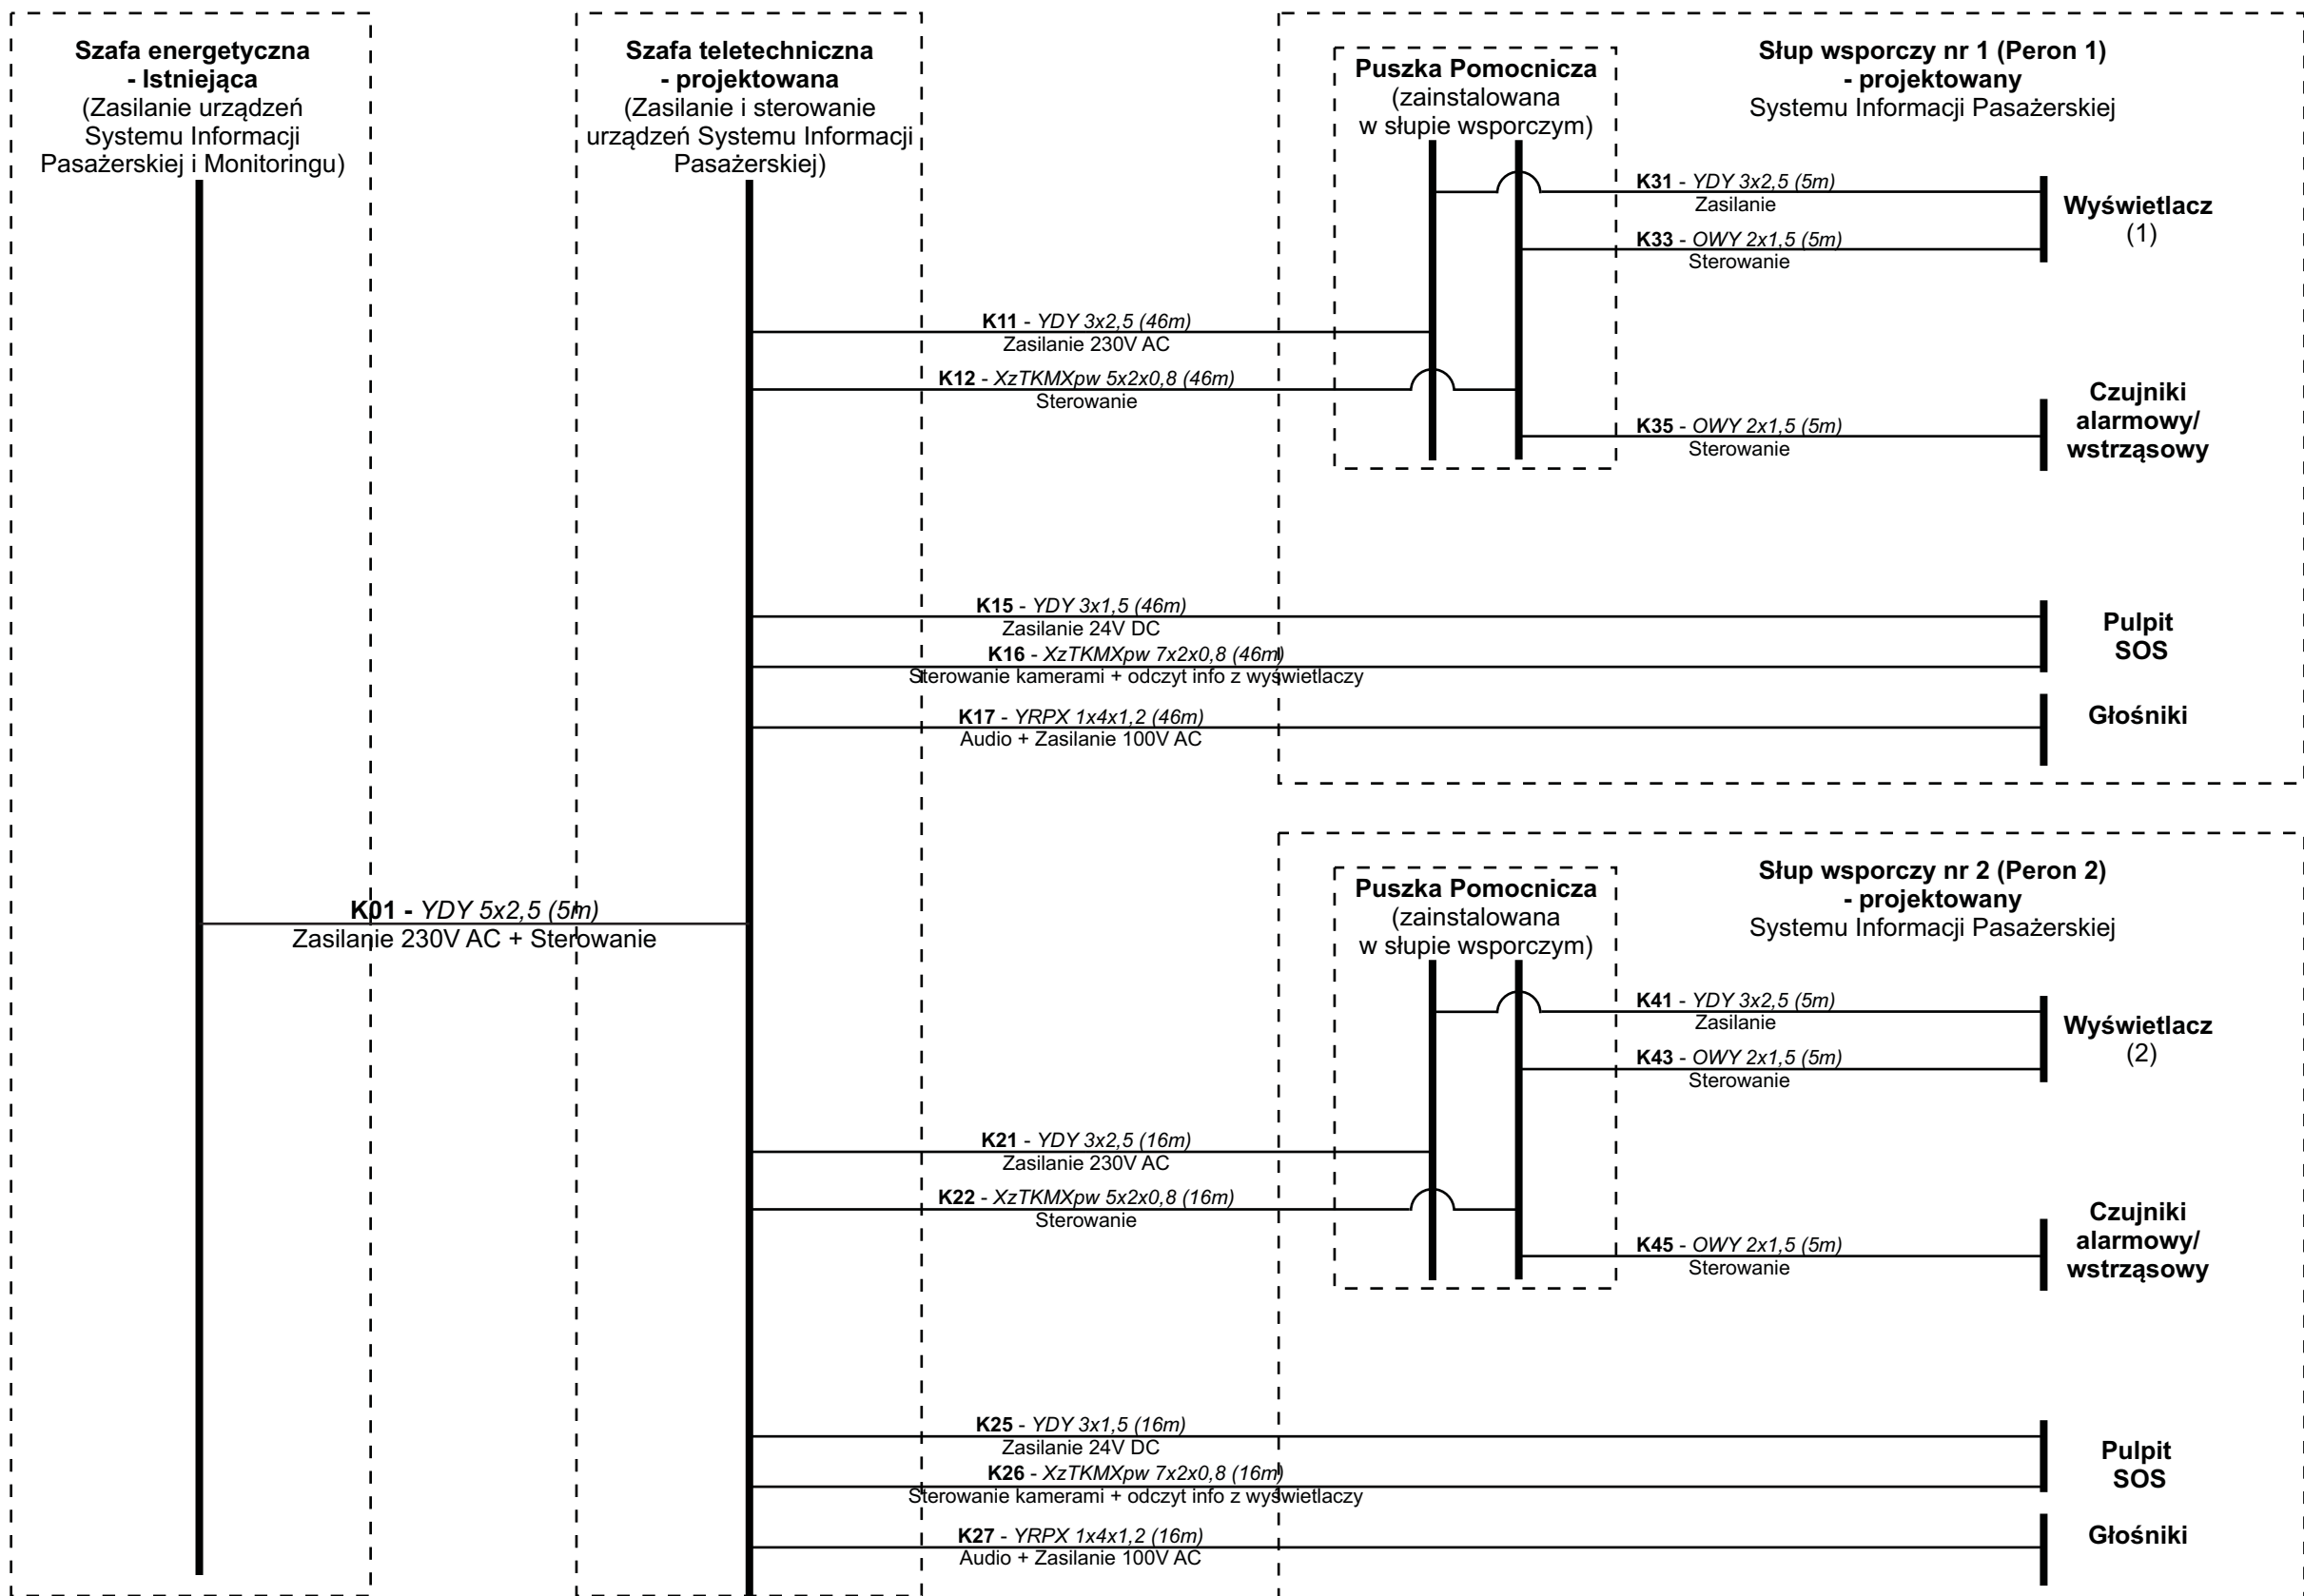 Szafa energetyczna
- Istniejąca
(Zasilanie urządzeń
Systemu Informacji
Pasażerskiej i Monitoringu)
Szafa teletechniczna
- projektowana
(Zasilanie i sterowanie
urządzeń Systemu Informacji
Pasażerskiej)
Puszka Pomocnicza
(zainstalowana
w słupie wsporczym)
Słup wsporczy nr 1 (Peron 1)
- projektowany
Systemu Informacji Pasażerskiej
K31 - YDY 3x2,5 (5m)
Zasilanie
K33 - OWY 2x1,5 (5m)
Sterowanie
Wyświetlacz
(1)
K11 - YDY 3x2,5 (46m)
Zasilanie 230V AC
K12 - XzTKMXpw 5x2x0,8 (46m)
Sterowanie
K35 - OWY 2x1,5 (5m)
Sterowanie
Czujniki
alarmowy/
wstrząsowy
K15 - YDY 3x1,5 (46m)
Zasilanie 24V DC
K16 - XzTKMXpw 7x2x0,8 (46m)
Sterowanie kamerami + odczyt info z wyświetlaczy
Pulpit
SOS
K17 - YRPX 1x4x1,2 (46m)
Audio + Zasilanie 100V AC
Głośniki
K01 - YDY 5x2,5 (5m)
Zasilanie 230V AC + Sterowanie
Puszka Pomocnicza
(zainstalowana
w słupie wsporczym)
Słup wsporczy nr 2 (Peron 2)
- projektowany
Systemu Informacji Pasażerskiej
K41 - YDY 3x2,5 (5m)
Zasilanie
K43 - OWY 2x1,5 (5m)
Sterowanie
Wyświetlacz
(2)
K21 - YDY 3x2,5 (16m)
Zasilanie 230V AC
K22 - XzTKMXpw 5x2x0,8 (16m)
Sterowanie
K45 - OWY 2x1,5 (5m)
Sterowanie
Czujniki
alarmowy/
wstrząsowy
K25 - YDY 3x1,5 (16m)
Zasilanie 24V DC
K26 - XzTKMXpw 7x2x0,8 (16m)
Sterowanie kamerami + odczyt info z wyświetlaczy
Pulpit
SOS
K27 - YRPX 1x4x1,2 (16m)
Audio + Zasilanie 100V AC
Głośniki